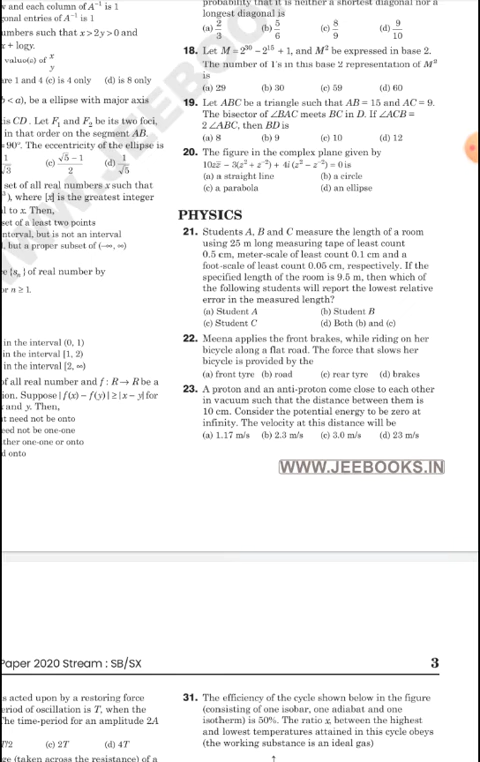 v and each column of A⁻¹ is 1
gonal entries of A⁻¹ is 1
umbers such that x > 2y > 0 and
x + logy.
value(s) of x/y
are 1 and 4 (c) is 4 only (d) is 8 only
b < a), be a ellipse with major axis
is CD. Let F₁ and F₂ be its two foci,
in that order on the segment AB.
= 90°. The eccentricity of the ellipse is
1/√3 (c) (√5 − 1)/2 (d) 1/√5
set of all real numbers x such that
³), where [x] is the greatest integer
l to x. Then,
set of a least two points
nterval, but is not an interval
l, but a proper subset of (−∞, ∞)
e {sₙ} of real number by
or n ≥ 1.
in the interval (0, 1)
in the interval [1, 2)
in the interval [2, ∞)
of all real number and f : R → R be a
ion. Suppose | f(x) − f(y)| ≥ |x − y| for
x and y. Then,
it need not be onto
eed not be one-one
ther one-one or onto
d onto
probability that it is neither a shortest diagonal nor a
longest diagonal is
(a) 2/3 (b) 5/6 (c) 8/9 (d) 9/10
18. Let M = 2³⁰ − 2¹⁵ + 1, and M² be expressed in base 2.
The number of 1's in this base 2 representation of M²
is
(a) 29 (b) 30 (c) 59 (d) 60
19. Let ABC be a triangle such that AB = 15 and AC = 9.
The bisector of ∠BAC meets BC in D. If ∠ACB =
2 ∠ABC, then BD is
(a) 8 (b) 9 (c) 10 (d) 12
20. The figure in the complex plane given by
10zz̄ − 3(z² + z̄²) + 4i (z² − z̄²) = 0 is
(a) a straight line (b) a circle
(c) a parabola (d) an ellipse
PHYSICS
21. Students A, B and C measure the length of a room
using 25 m long measuring tape of least count
0.5 cm, meter-scale of least count 0.1 cm and a
foot-scale of least count 0.05 cm, respectively. If the
specified length of the room is 9.5 m, then which of
the following students will report the lowest relative
error in the measured length?
(a) Student A (b) Student B
(c) Student C (d) Both (b) and (c)
22. Meena applies the front brakes, while riding on her
bicycle along a flat road. The force that slows her
bicycle is provided by the
(a) front tyre (b) road (c) rear tyre (d) brakes
23. A proton and an anti-proton come close to each other
in vacuum such that the distance between them is
10 cm. Consider the potential energy to be zero at
infinity. The velocity at this distance will be
(a) 1.17 m/s (b) 2.3 m/s (c) 3.0 m/s (d) 23 m/s
WWW.JEEBOOKS.IN
Paper 2020 Stream : SB/SX
3
s acted upon by a restoring force
eriod of oscillation is T, when the
The time-period for an amplitude 2A
T/2 (c) 2T (d) 4T
ge (taken across the resistance) of a
31. The efficiency of the cycle shown below in the figure
(consisting of one isobar, one adiabat and one
isotherm) is 50%. The ratio x, between the highest
and lowest temperatures attained in this cycle obeys
(the working substance is an ideal gas)